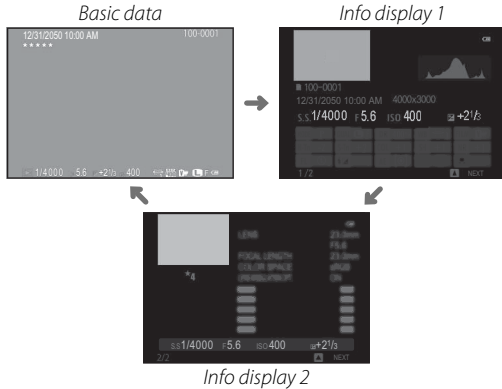 Basic data
12/31/2050 10:00 AM 100-0001
★★★★★
1/4000 5.6 +2 1/3 400 F
Info display 1
100-0001
12/31/2050 10:00 AM 4000x3000
S.S. 1/4000 F 5.6 ISO 400 +2 1/3
1/2 NEXT
LENS 23.0mm
F5.6
FOCAL LENGTH 23.0mm
COLOR SPACE sRGB
ON
★4
S.S 1/4000 F5.6 ISO 400 +2 1/3
2/2 NEXT
Info display 2